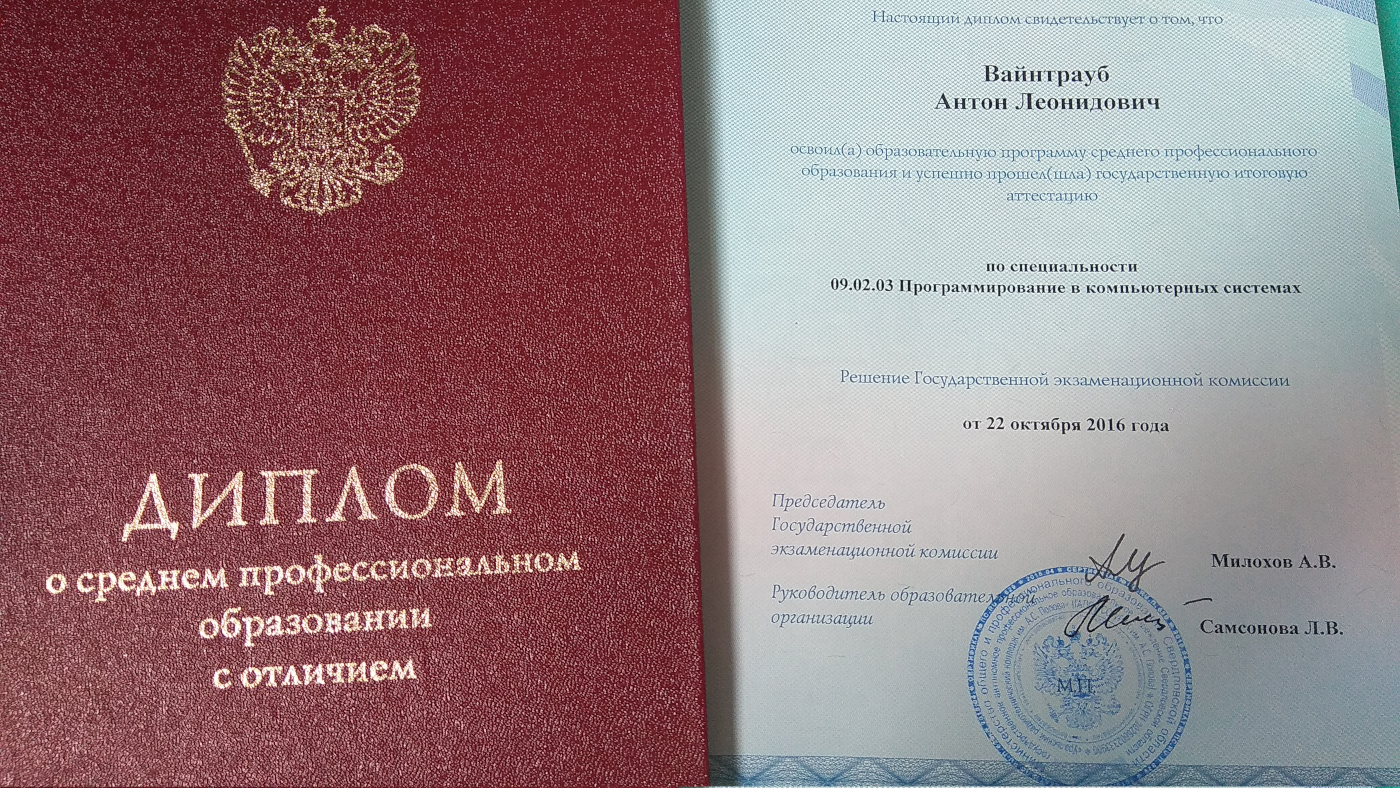 ДИПЛОМ
о среднем профессиональном
образовании
с отличием
Настоящий диплом свидетельствует о том, что
Вайнтрауб
Антон Леонидович
освоил(а) образовательную программу среднего профессионального
образования и успешно прошел(шла) государственную итоговую
аттестацию
по специальности
09.02.03 Программирование в компьютерных системах
Решение Государственной экзаменационной комиссии
от 22 октября 2016 года
Председатель
Государственной
экзаменационной комиссии
Милохов А.В.
Руководитель образовательной
организации
Самсонова Л.В.
М.П.